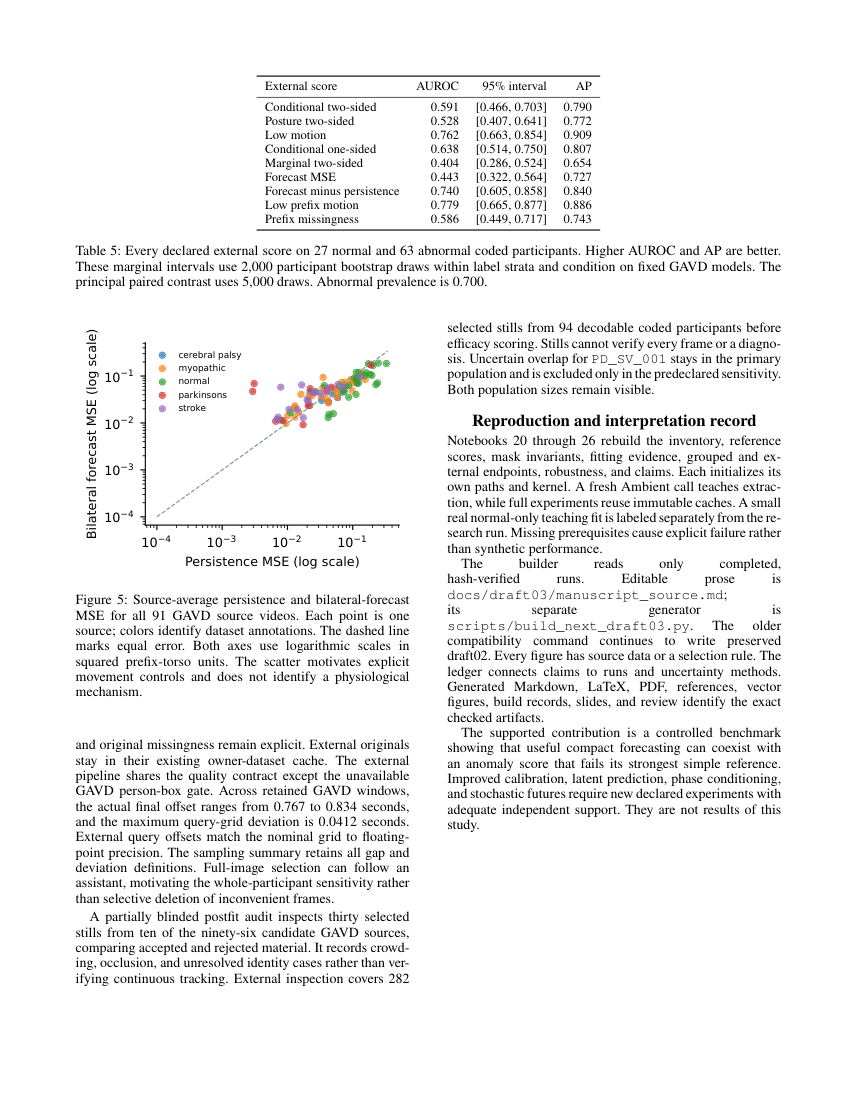 External score AUROC 95% interval AP
Conditional two-sided 0.591 [0.466, 0.703] 0.790
Posture two-sided 0.528 [0.407, 0.641] 0.772
Low motion 0.762 [0.663, 0.854] 0.909
Conditional one-sided 0.638 [0.514, 0.750] 0.807
Marginal two-sided 0.404 [0.286, 0.524] 0.654
Forecast MSE 0.443 [0.322, 0.564] 0.727
Forecast minus persistence 0.740 [0.605, 0.858] 0.840
Low prefix motion 0.779 [0.665, 0.877] 0.886
Prefix missingness 0.586 [0.449, 0.717] 0.743
Table 5: Every declared external score on 27 normal and 63 abnormal coded participants. Higher AUROC and AP are better.
These marginal intervals use 2,000 participant bootstrap draws within label strata and condition on fixed GAVD models. The
principal paired contrast uses 5,000 draws. Abnormal prevalence is 0.700.
Bilateral forecast MSE (log scale)
10⁻¹
10⁻²
10⁻³
10⁻⁴
cerebral palsy
myopathic
normal
parkinsons
stroke
10⁻⁴ 10⁻³ 10⁻² 10⁻¹
Persistence MSE (log scale)
Figure 5: Source-average persistence and bilateral-forecast
MSE for all 91 GAVD source videos. Each point is one
source; colors identify dataset annotations. The dashed line
marks equal error. Both axes use logarithmic scales in
squared prefix-torso units. The scatter motivates explicit
movement controls and does not identify a physiological
mechanism.
and original missingness remain explicit. External originals
stay in their existing owner-dataset cache. The external
pipeline shares the quality contract except the unavailable
GAVD person-box gate. Across retained GAVD windows,
the actual final offset ranges from 0.767 to 0.834 seconds,
and the maximum query-grid deviation is 0.0412 seconds.
External query offsets match the nominal grid to floating-
point precision. The sampling summary retains all gap and
deviation definitions. Full-image selection can follow an
assistant, motivating the whole-participant sensitivity rather
than selective deletion of inconvenient frames.
A partially blinded postfit audit inspects thirty selected
stills from ten of the ninety-six candidate GAVD sources,
comparing accepted and rejected material. It records crowd-
ing, occlusion, and unresolved identity cases rather than ver-
ifying continuous tracking. External inspection covers 282
selected stills from 94 decodable coded participants before
efficacy scoring. Stills cannot verify every frame or a diagno-
sis. Uncertain overlap for PD_SV_001 stays in the primary
population and is excluded only in the predeclared sensitivity.
Both population sizes remain visible.
Reproduction and interpretation record
Notebooks 20 through 26 rebuild the inventory, reference
scores, mask invariants, fitting evidence, grouped and ex-
ternal endpoints, robustness, and claims. Each initializes its
own paths and kernel. A fresh Ambient call teaches extrac-
tion, while full experiments reuse immutable caches. A small
real normal-only teaching fit is labeled separately from the re-
search run. Missing prerequisites cause explicit failure rather
than synthetic performance.
The builder reads only completed,
hash-verified runs. Editable prose is
docs/draft03/manuscript_source.md;
its separate generator is
scripts/build_next_draft03.py. The older
compatibility command continues to write preserved
draft02. Every figure has source data or a selection rule. The
ledger connects claims to runs and uncertainty methods.
Generated Markdown, LaTeX, PDF, references, vector
figures, build records, slides, and review identify the exact
checked artifacts.
The supported contribution is a controlled benchmark
showing that useful compact forecasting can coexist with
an anomaly score that fails its strongest simple reference.
Improved calibration, latent prediction, phase conditioning,
and stochastic futures require new declared experiments with
adequate independent support. They are not results of this
study.